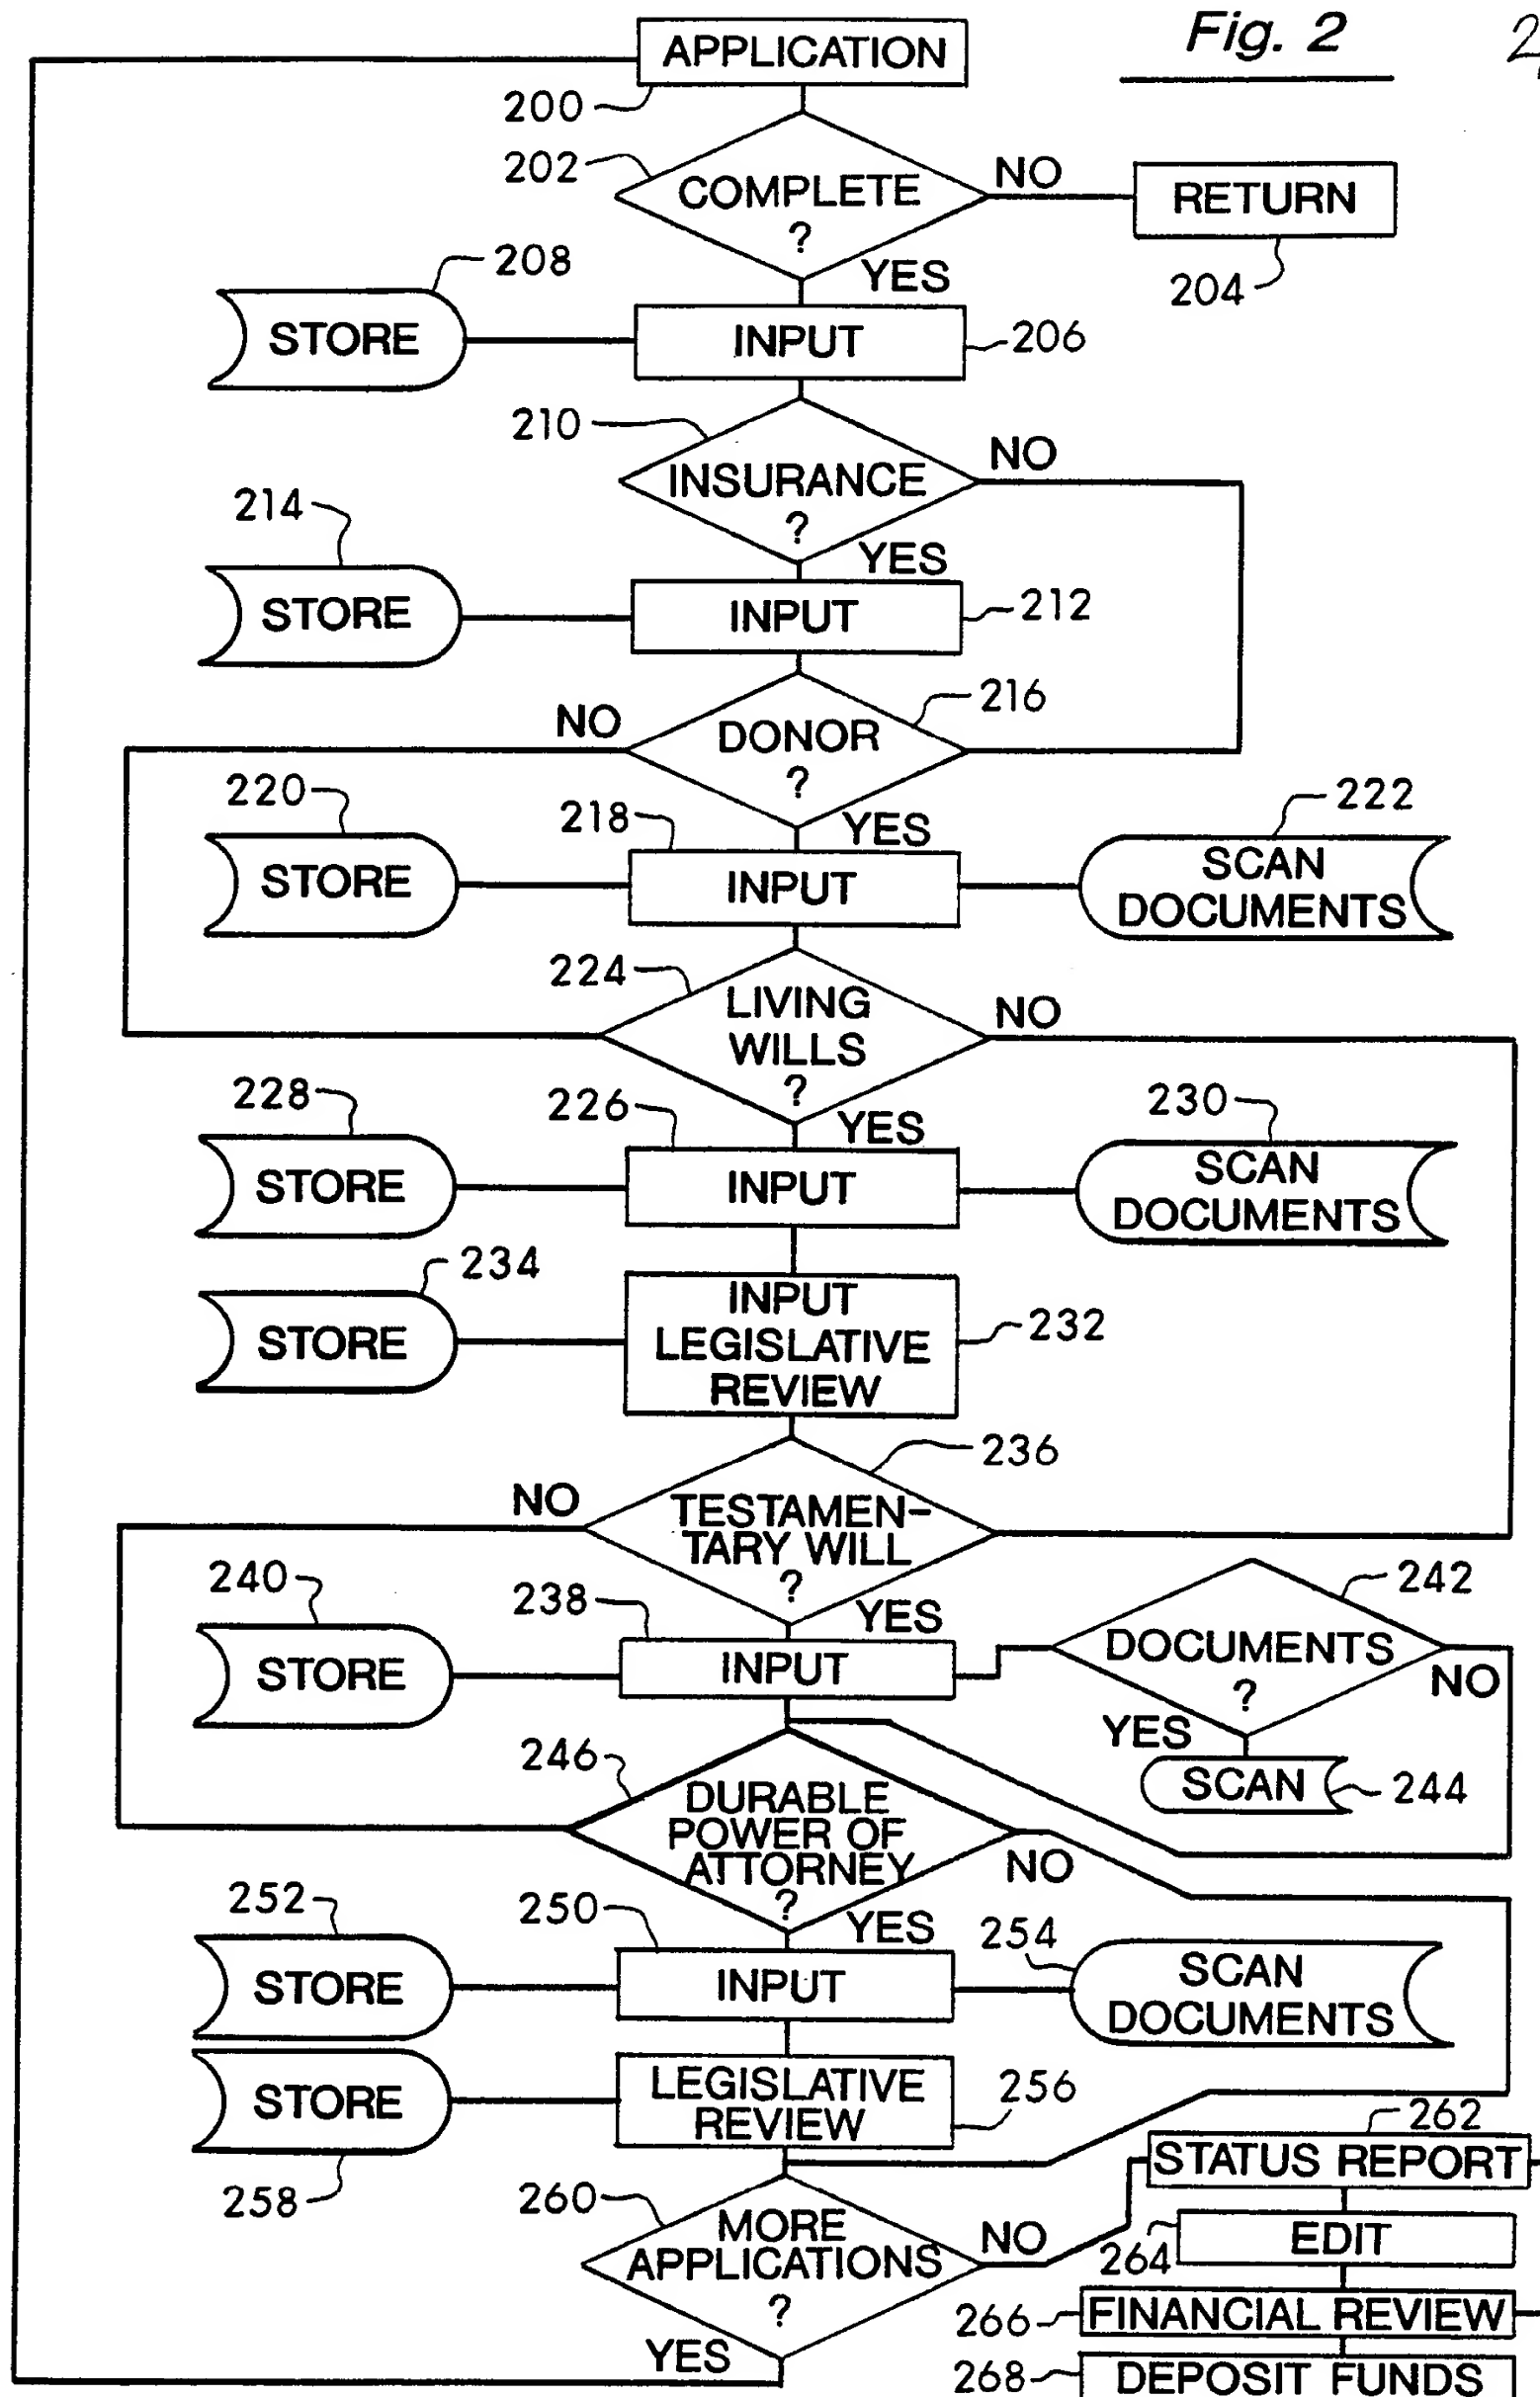 Fig. 2
2
APPLICATION
200
202
COMPLETE
?
NO
RETURN
204
YES
208
STORE
INPUT
206
210
INSURANCE
?
NO
YES
214
STORE
INPUT
212
216
NO
DONOR
?
YES
220
STORE
218
INPUT
222
SCAN
DOCUMENTS
224
LIVING
WILLS
?
NO
YES
228
STORE
226
INPUT
230
SCAN
DOCUMENTS
234
STORE
INPUT
LEGISLATIVE
REVIEW
232
236
NO
TESTAMEN-
TARY WILL
?
YES
240
STORE
238
INPUT
242
DOCUMENTS
?
NO
YES
SCAN
244
246
DURABLE
POWER OF
ATTORNEY
?
NO
YES
252
STORE
250
INPUT
254
SCAN
DOCUMENTS
STORE
258
LEGISLATIVE
REVIEW
256
260
MORE
APPLICATIONS
?
NO
YES
262
STATUS REPORT
264
EDIT
266
FINANCIAL REVIEW
268
DEPOSIT FUNDS